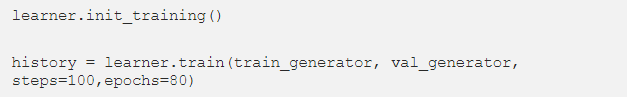 learner.init_training()
history = learner.train(train_generator, val_generator,
steps=100,epochs=80)